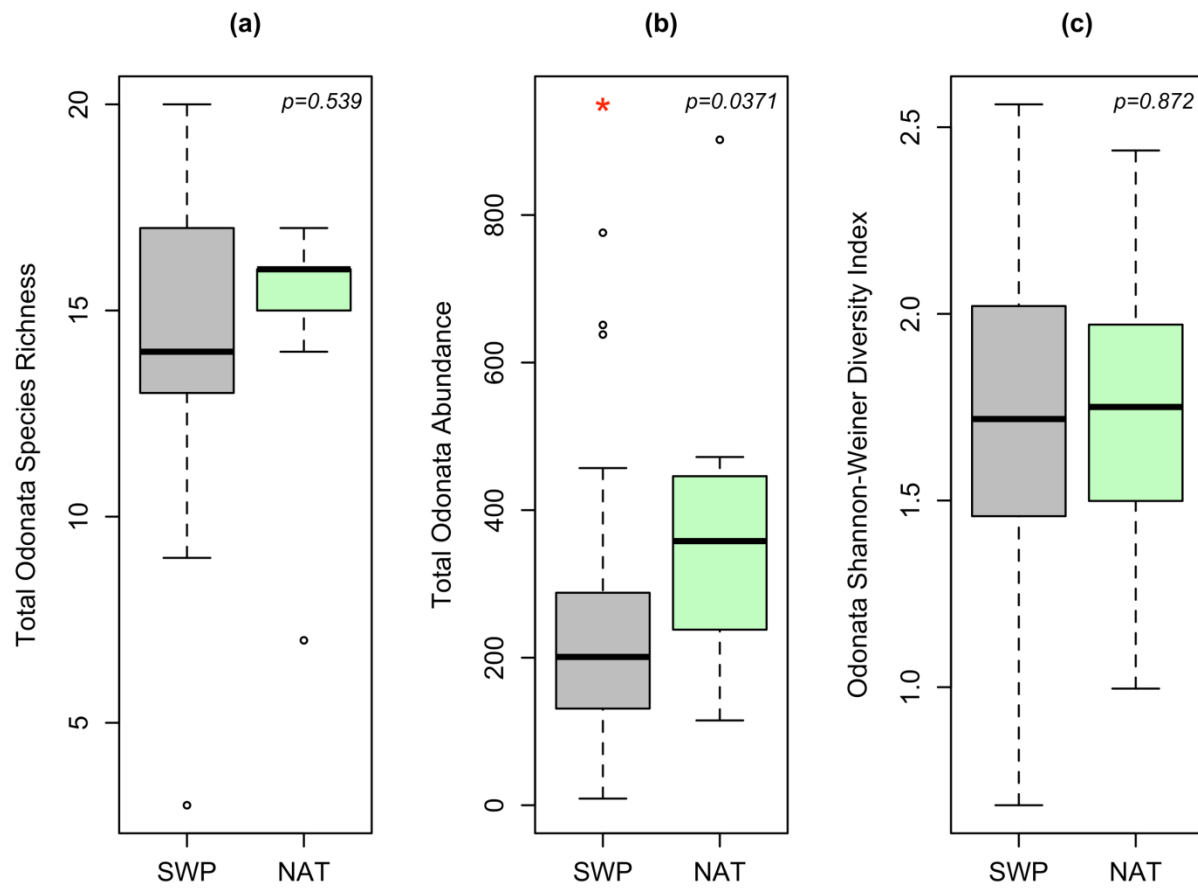 (a)
Total Odonata Species Richness
20
15
10
5
p=0.539
SWP
NAT
(b)
Total Odonata Abundance
800
600
400
200
0
*
p=0.0371
SWP
NAT
(c)
Odonata Shannon-Weiner Diversity Index
2.5
2.0
1.5
1.0
p=0.872
SWP
NAT